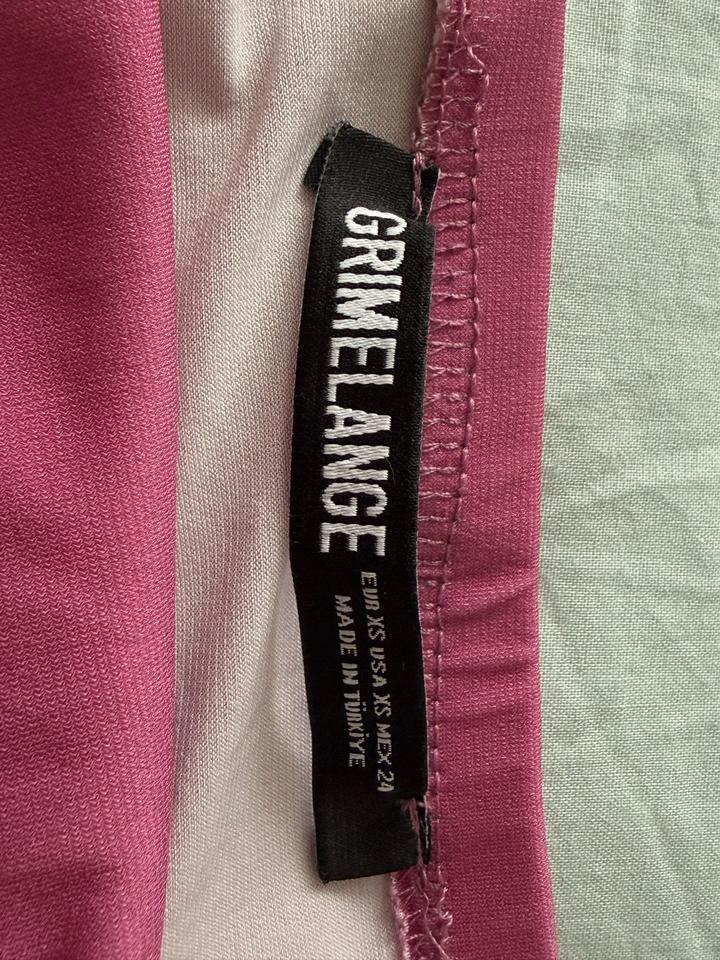 GRIMELANGE
EUR XS USA XS MEX 24
MADE IN TÜRKİYE